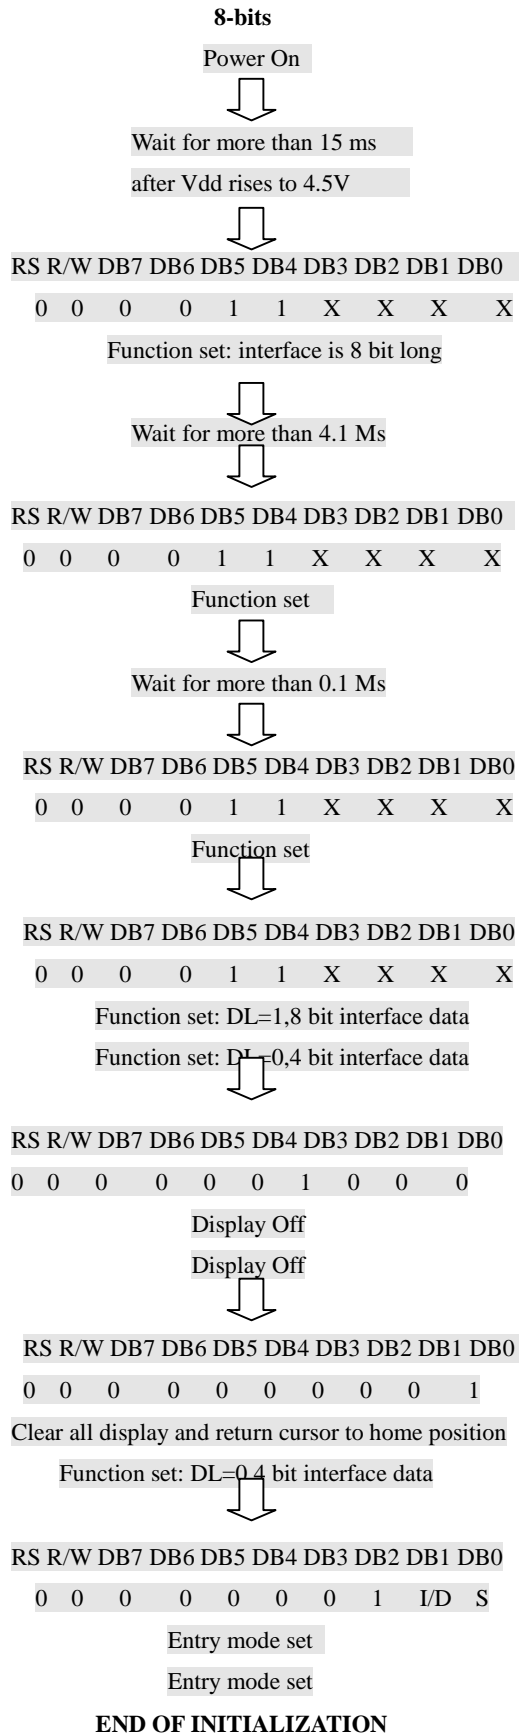 8-bits
Power On
Wait for more than 15 ms
after Vdd rises to 4.5V
RS R/W DB7 DB6 DB5 DB4 DB3 DB2 DB1 DB0
0 0 0 0 1 1 X X X X
Function set: interface is 8 bit long
Wait for more than 4.1 Ms
RS R/W DB7 DB6 DB5 DB4 DB3 DB2 DB1 DB0
0 0 0 0 1 1 X X X X
Function set
Wait for more than 0.1 Ms
RS R/W DB7 DB6 DB5 DB4 DB3 DB2 DB1 DB0
0 0 0 0 1 1 X X X X
Function set
RS R/W DB7 DB6 DB5 DB4 DB3 DB2 DB1 DB0
0 0 0 0 1 1 X X X X
Function set: DL=1,8 bit interface data
Function set: DL=0,4 bit interface data
RS R/W DB7 DB6 DB5 DB4 DB3 DB2 DB1 DB0
0 0 0 0 0 0 1 0 0 0
Display Off
Display Off
RS R/W DB7 DB6 DB5 DB4 DB3 DB2 DB1 DB0
0 0 0 0 0 0 0 0 0 1
Clear all display and return cursor to home position
Function set: DL=0,4 bit interface data
RS R/W DB7 DB6 DB5 DB4 DB3 DB2 DB1 DB0
0 0 0 0 0 0 0 1 I/D S
Entry mode set
Entry mode set
END OF INITIALIZATION